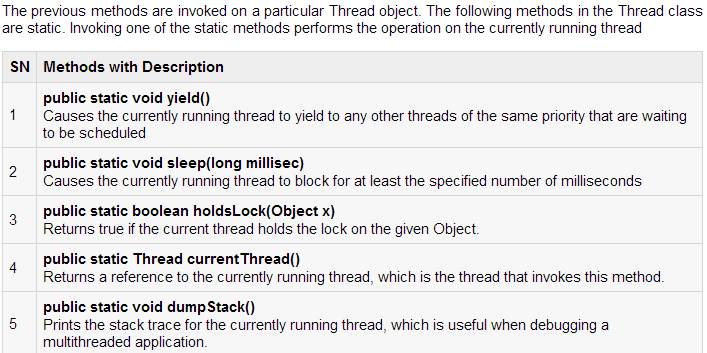 The previous methods are invoked on a particular Thread object. The following methods in the Thread class
are static. Invoking one of the static methods performs the operation on the currently running thread
SN Methods with Description
1
public static void yield()
Causes the currently running thread to yield to any other threads of the same priority that are waiting
to be scheduled
2
public static void sleep(long millisec)
Causes the currently running thread to block for at least the specified number of milliseconds
3
public static boolean holdsLock(Object x)
Returns true if the current thread holds the lock on the given Object.
4
public static Thread currentThread()
Returns a reference to the currently running thread, which is the thread that invokes this method.
5
public static void dumpStack()
Prints the stack trace for the currently running thread, which is useful when debugging a
multithreaded application.